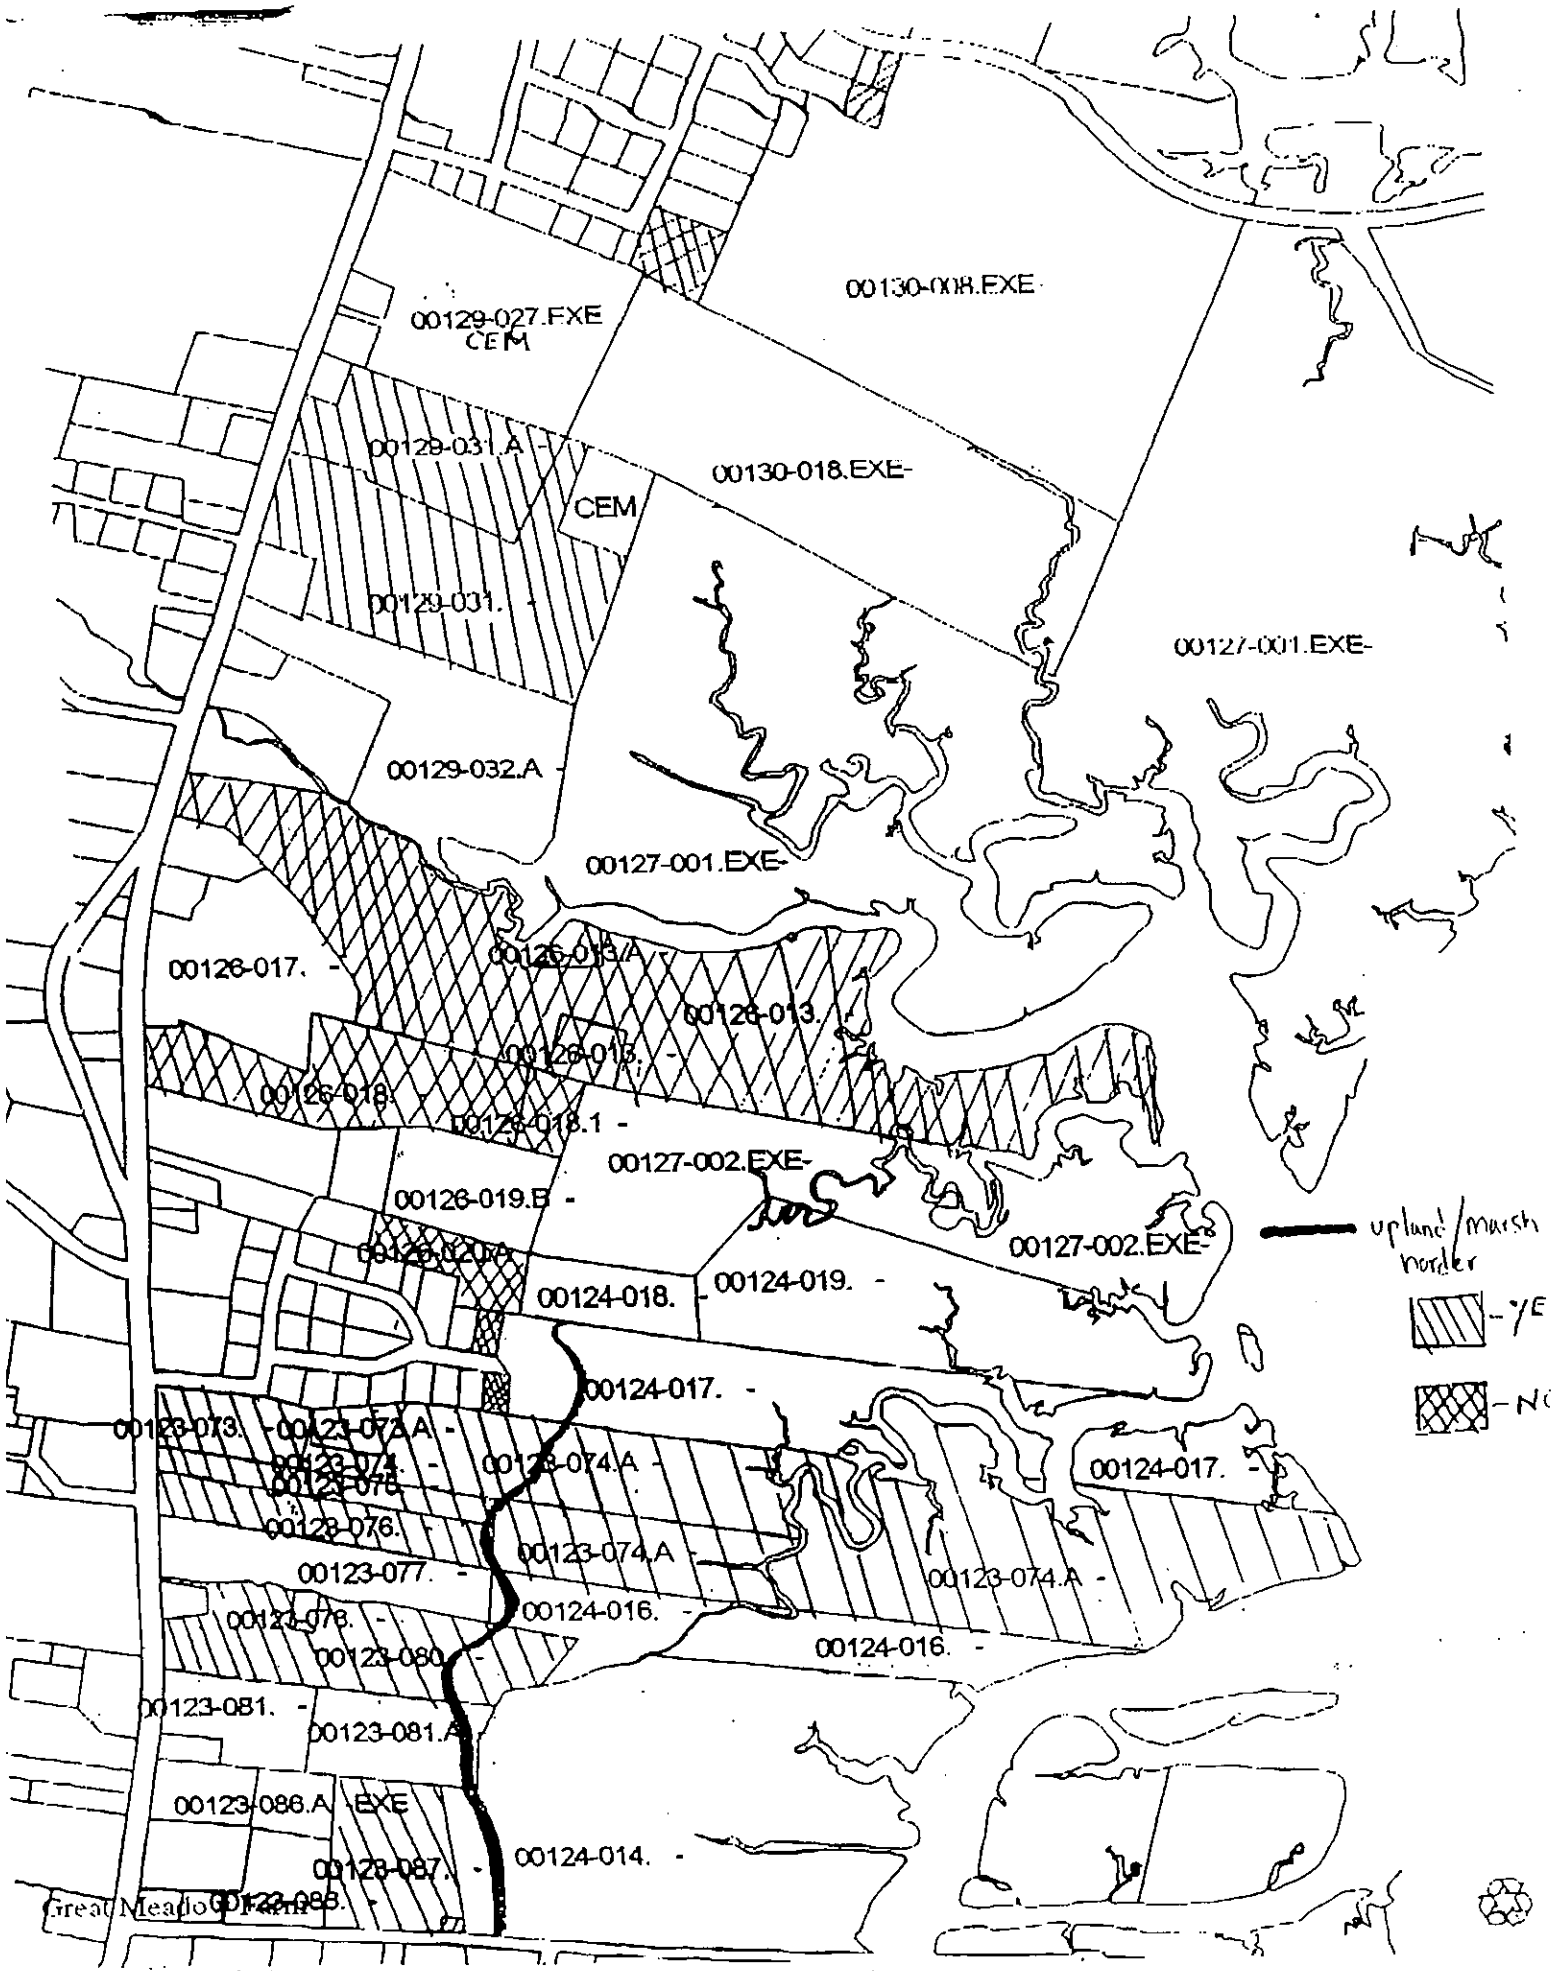 00130-008.EXE
00129-027.EXE
CEM
00129-031.A -
00130-018.EXE-
CEM
00129-031. -
00127-001.EXE-
00129-032.A -
00127-001.EXE-
00126-013.A -
00126-017. -
00126-013.
00126-013. -
00126-018.
00126-018.1 -
00127-002.EXE-
00126-019.B -
upland/marsh
border
00127-002.EXE-
00126-020.A
00124-019. -
00124-018. -
- YE
00124-017. -
- NO
00123-073. -
00123-073.A -
00123-074. -
00123-074.A -
00124-017. -
00123-075.
00123-076. -
00123-074.A -
00123-077. -
00123-074.A -
00124-016. -
00123-078. -
00124-016. -
00123-080. -
00123-081. -
00123-081.A -
00123-086.A
EXE
00124-014. -
00123-087. -
Great Meadow Farm
00123-088. -